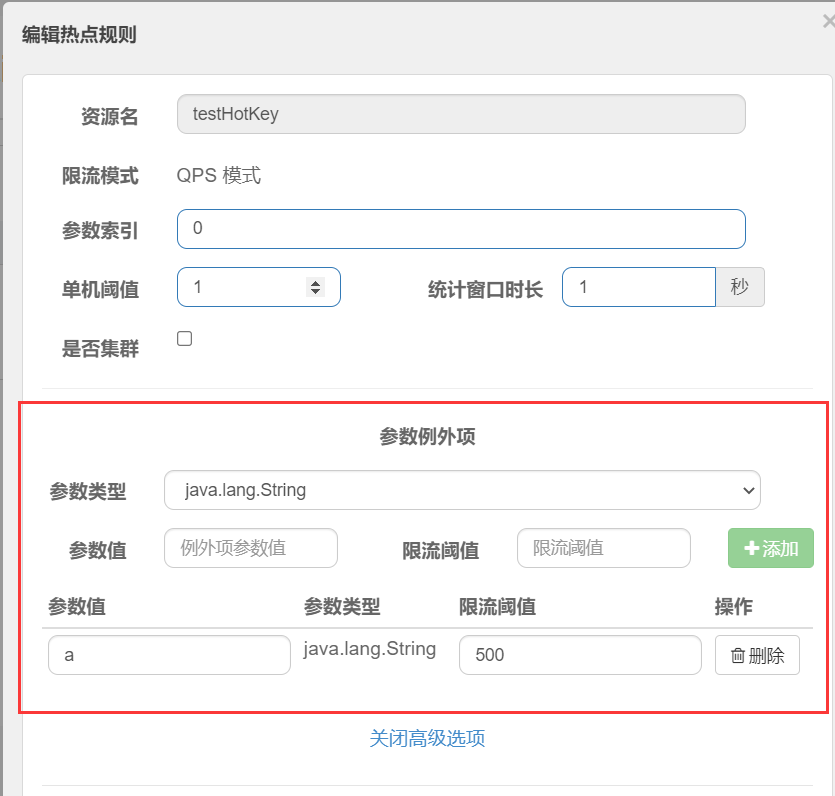 编辑热点规则 ×
资源名 testHotKey
限流模式 QPS 模式
参数索引 0
单机阈值 1 统计窗口时长 1 秒
是否集群
参数例外项
参数类型 java.lang.String
参数值 例外项参数值 限流阈值 限流阈值 +添加
参数值 参数类型 限流阈值 操作
a java.lang.String 500 删除
关闭高级选项